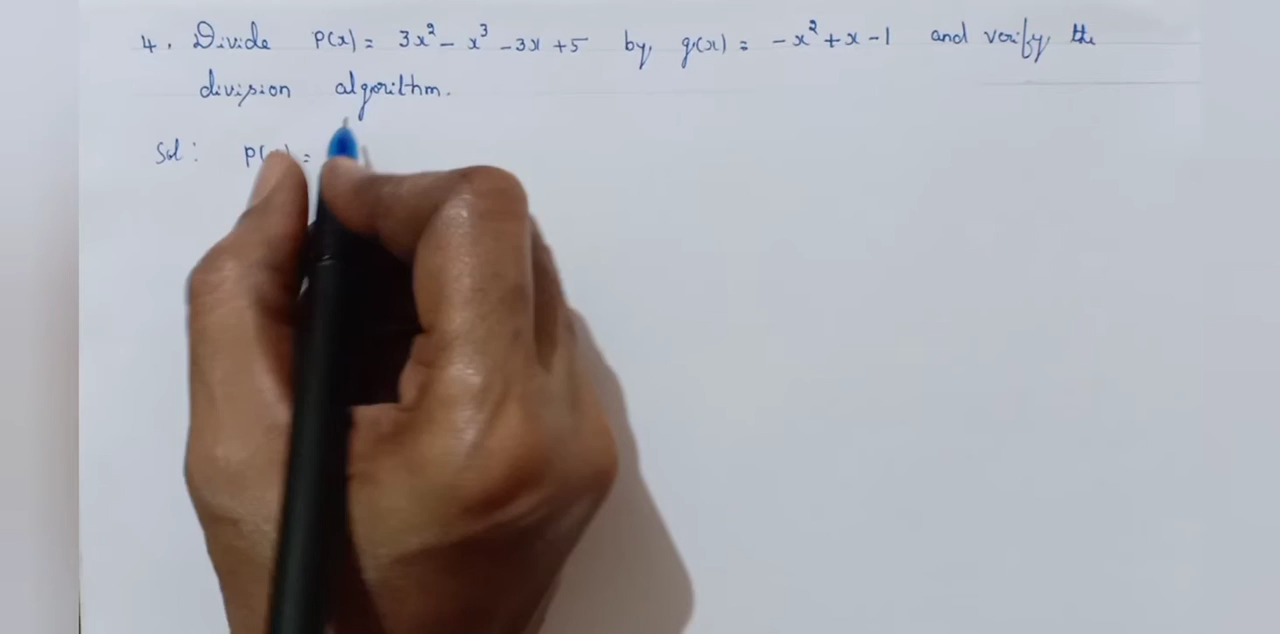 4. Divide p(x) = 3x² - x³ - 3x + 5 by g(x) = -x² + x - 1 and verify the
division algorithm.
Sol : p( ) =